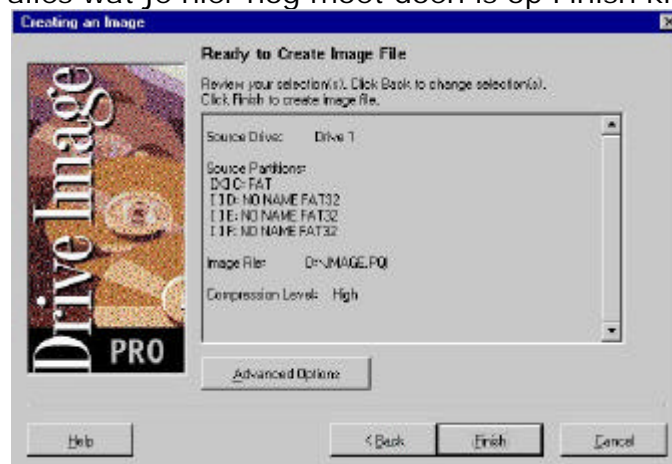 alles wat je hier nog moet doen is op Finish
Creating an Image
Drive Image
PRO
Ready to Create Image File
Review your selection(s). Click Back to change selection(s).
Click Finish to create image file.
Source Drive: Drive 1
Source Partitions:
[X] C: FAT
[ ] D: NO NAME FAT32
[ ] E: NO NAME FAT32
[ ] F: NO NAME FAT32
Image File: D:\IMAGE.PQI
Compression Level: High
Advanced Options
Help
< Back
Finish
Cancel